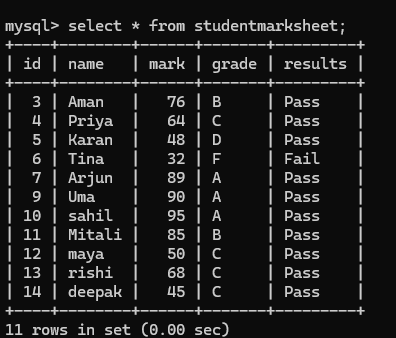 mysql> select * from studentmarksheet;
+----+---------+------+-------+---------+
| id | name    | mark | grade | results |
+----+---------+------+-------+---------+
|  3 | Aman    |   76 | B     | Pass    |
|  4 | Priya   |   64 | C     | Pass    |
|  5 | Karan   |   48 | D     | Pass    |
|  6 | Tina    |   32 | F     | Fail    |
|  7 | Arjun   |   89 | A     | Pass    |
|  9 | Uma     |   90 | A     | Pass    |
| 10 | sahil   |   95 | A     | Pass    |
| 11 | Mitali  |   85 | B     | Pass    |
| 12 | maya    |   50 | C     | Pass    |
| 13 | rishi   |   68 | C     | Pass    |
| 14 | deepak  |   45 | C     | Pass    |
+----+---------+------+-------+---------+
11 rows in set (0.00 sec)